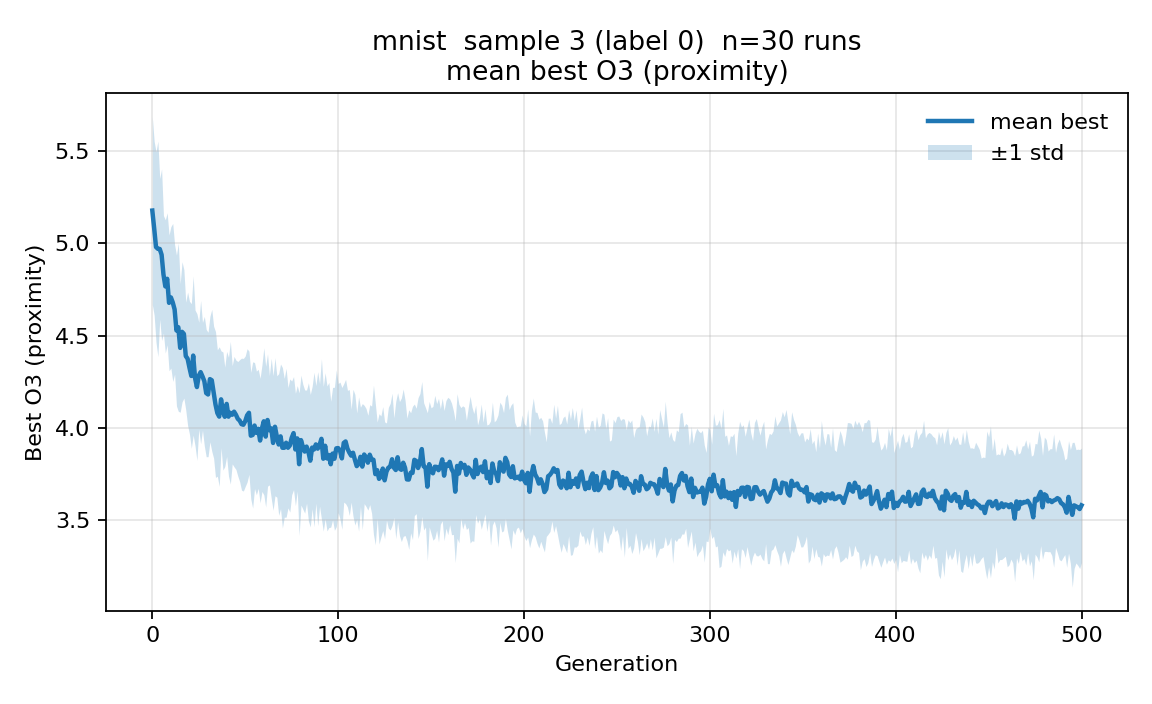 mnist  sample 3 (label 0)  n=30 runs
mean best O3 (proximity)
mean best
±1 std
Best O3 (proximity)
5.5
5.0
4.5
4.0
3.5
0 100 200 300 400 500
Generation